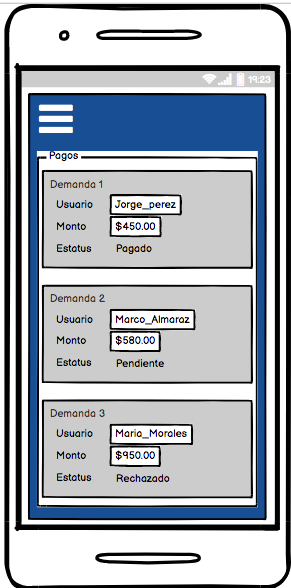 19:23
Pagos
Demanda 1
Usuario Jorge_perez
Monto $450.00
Estatus Pagado
Demanda 2
Usuario Marco_Almaraz
Monto $580.00
Estatus Pendiente
Demanda 3
Usuario Maria_Morales
Monto $950.00
Estatus Rechazado